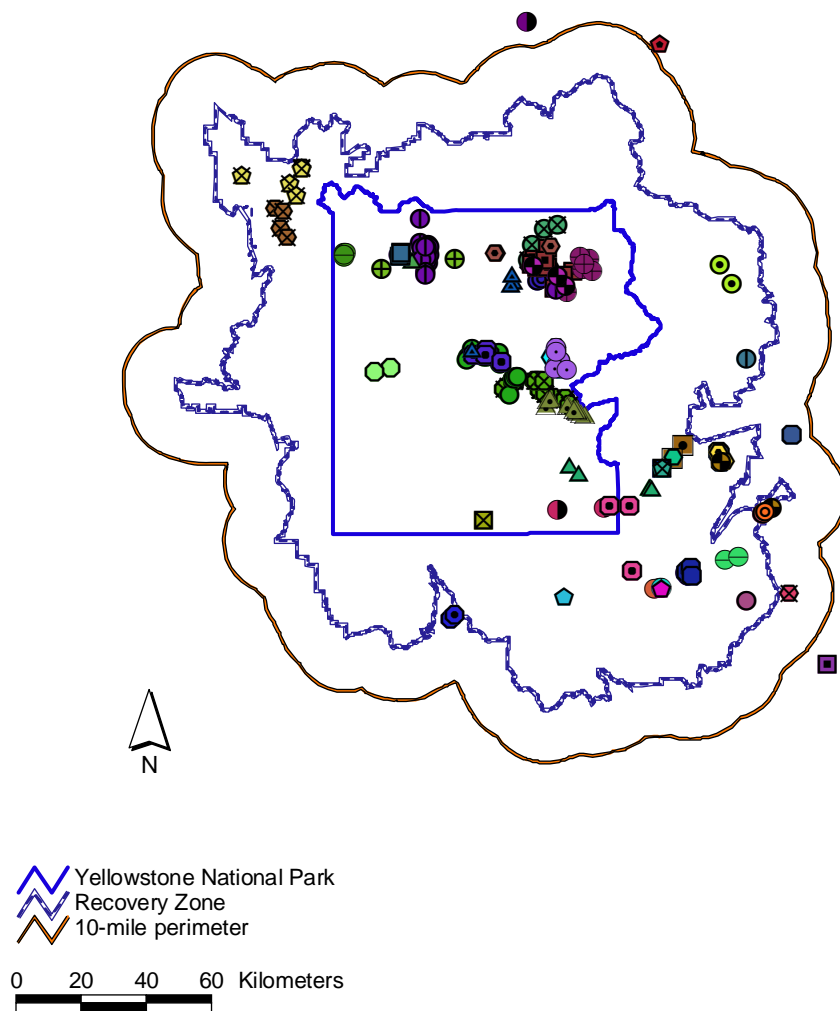 N
Yellowstone National Park
Recovery Zone
10-mile perimeter
0 20 40 60 Kilometers